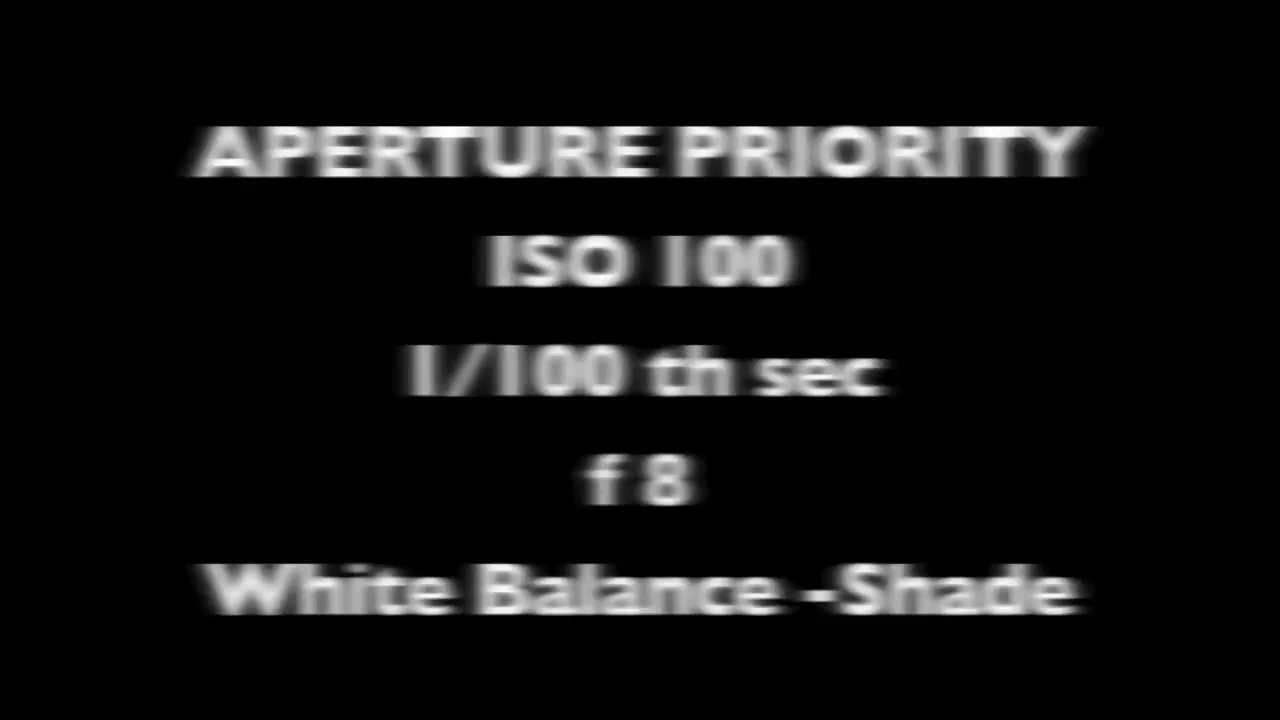 APERTURE PRIORITY
ISO 100
1/100 th sec
f 8
White Balance -Shade